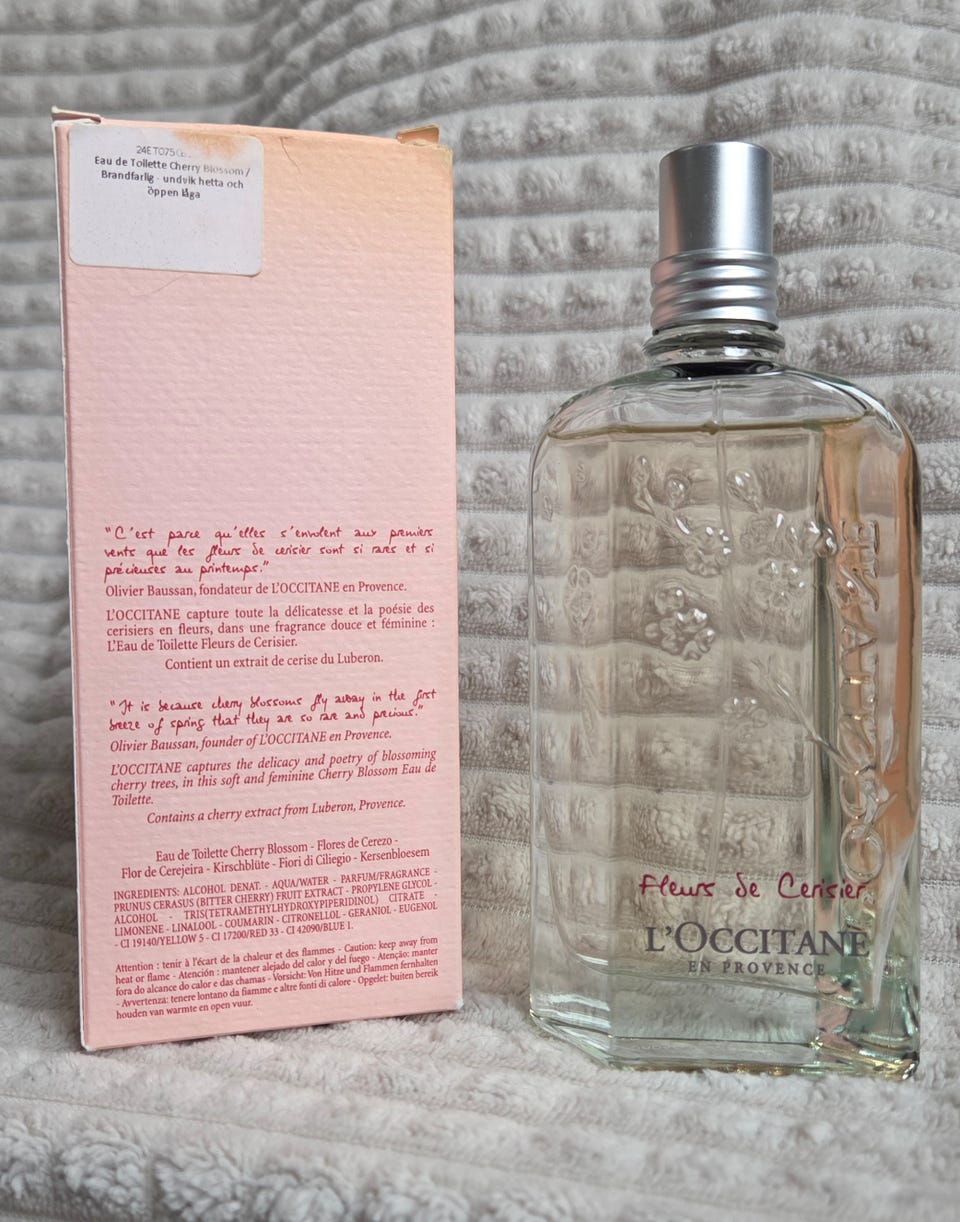 24ET075
Eau de Toilette Cherry Blossom /
Brandfarlig - undvik hetta och
öppen låga
"C'est parce qu'elles s'envolent aux premiers
vents que les fleurs de cerisier sont si rares et si
précieuses au printemps."
Olivier Baussan, fondateur de L'OCCITANE en Provence.
L'OCCITANE capture toute la délicatesse et la poésie des
cerisiers en fleurs, dans une fragrance douce et féminine :
L'Eau de Toilette Fleurs de Cerisier.
Contient un extrait de cerise du Luberon.
"It is because cherry blossoms fly away in the first
breeze of spring that they are so rare and precious."
Olivier Baussan, founder of L'OCCITANE en Provence.
L'OCCITANE captures the delicacy and poetry of blossoming
cherry trees, in this soft and feminine Cherry Blossom Eau de
Toilette.
Contains a cherry extract from Luberon, Provence.
Eau de Toilette Cherry Blossom - Flores de Cerezo -
Flor de Cerejeira - Kirschblüte - Fiori di Ciliegio - Kersenbloesem
INGREDIENTS: ALCOHOL DENAT. - AQUA/WATER - PARFUM/FRAGRANCE -
PRUNUS CERASUS (BITTER CHERRY) FRUIT EXTRACT - PROPYLENE GLYCOL -
ALCOHOL - TRIS(TETRAMETHYLHYDROXYPIPERIDINOL) CITRATE -
LIMONENE - LINALOOL - COUMARIN - CITRONELLOL - GERANIOL - EUGENOL
- CI 19140/YELLOW 5 - CI 17200/RED 33 - CI 42090/BLUE 1.
Attention : tenir à l'écart de la chaleur et des flammes - Caution: keep away from
heat or flame - Atención : mantener alejado del calor y del fuego - Atenção: manter
fora do alcance do calor e das chamas - Vorsicht: Von Hitze und Flammen fernhalten
- Avvertenza: tenere lontano da fiamme e altre fonti di calore - Opgelet: buiten bereik
houden van warmte en open vuur.
Fleurs de Cerisier
L'OCCITANE
EN PROVENCE